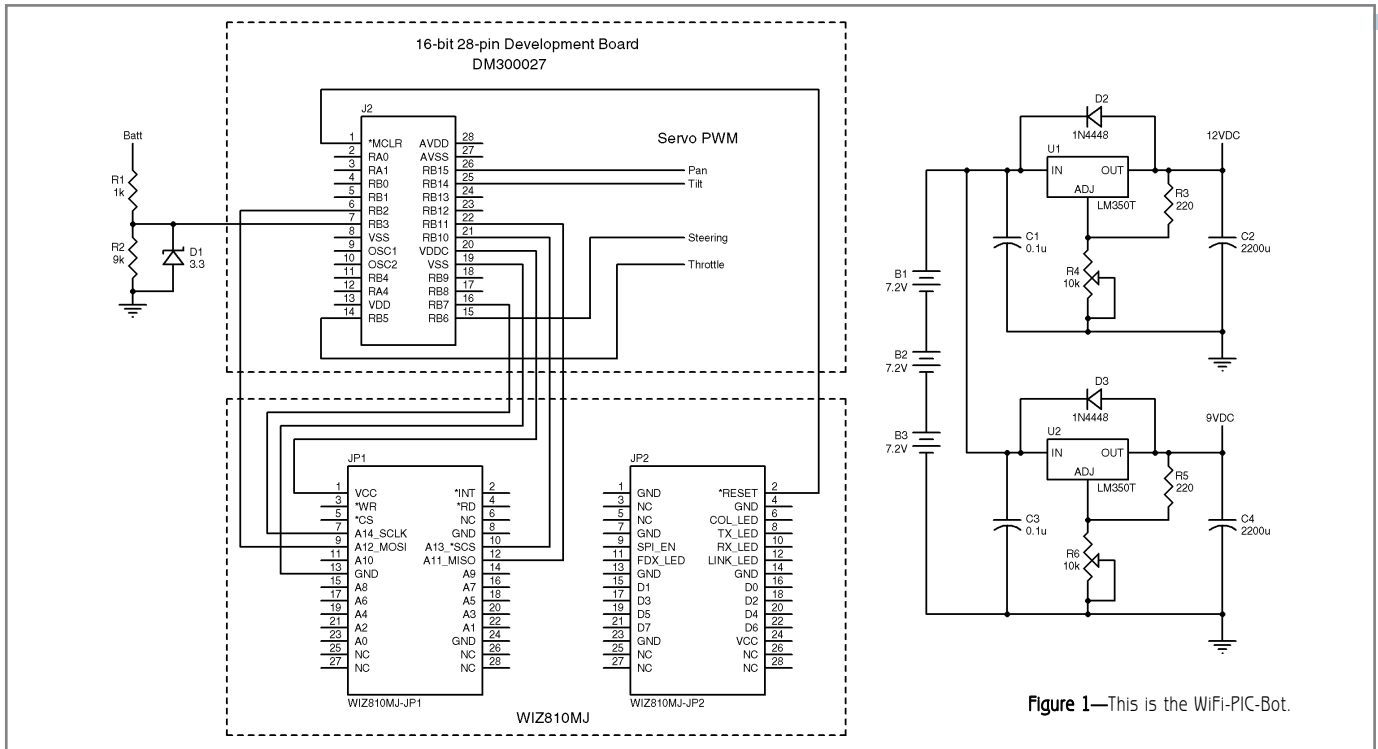 16-bit 28-pin Development Board
DM300027
J2
1 *MCLR AVDD 28
2 RA0 AVSS 27
3 RA1 RB15 26
4 RB0 RB14 25
5 RB1 RB13 24
6 RB2 RB12 23
7 RB3 RB11 22
8 VSS RB10 21
9 OSC1 VDDC 20
10 OSC2 VSS 19
11 RB4 RB9 18
12 RA4 RB8 17
13 VDD RB7 16
14 RB5 RB6 15
Servo PWM
Pan
Tilt
Steering
Throttle
Batt
R1
1k
R2
9k
D1
3.3
JP1
1 VCC *INT 2
3 *WR *RD 4
5 *CS NC 6
7 A14_SCLK GND 8
9 A12_MOSI A13_*SCS 10
11 A10 A11_MISO 12
13 GND A9 14
15 A8 A7 16
17 A6 A5 18
19 A4 A3 20
21 A2 A1 22
23 A0 GND 24
25 NC NC 26
27 NC NC 28
WIZ810MJ-JP1
JP2
1 GND *RESET 2
3 NC GND 4
5 NC COL_LED 6
7 GND TX_LED 8
9 SPI_EN RX_LED 10
11 FDX_LED LINK_LED 12
13 GND GND 14
15 D1 D0 16
17 D3 D2 18
19 D5 D4 20
21 D7 D6 22
23 GND VCC 24
25 NC NC 26
27 NC NC 28
WIZ810MJ-JP2
WIZ810MJ
D2
1N4448
12VDC
U1
IN OUT
ADJ
LM350T
R3
220
C1
0.1u
R4
10k
C2
2200u
B1
7.2V
B2
7.2V
B3
7.2V
D3
1N4448
9VDC
U2
IN OUT
ADJ
LM350T
R5
220
C3
0.1u
R6
10k
C4
2200u
Figure 1—This is the WiFi-PIC-Bot.